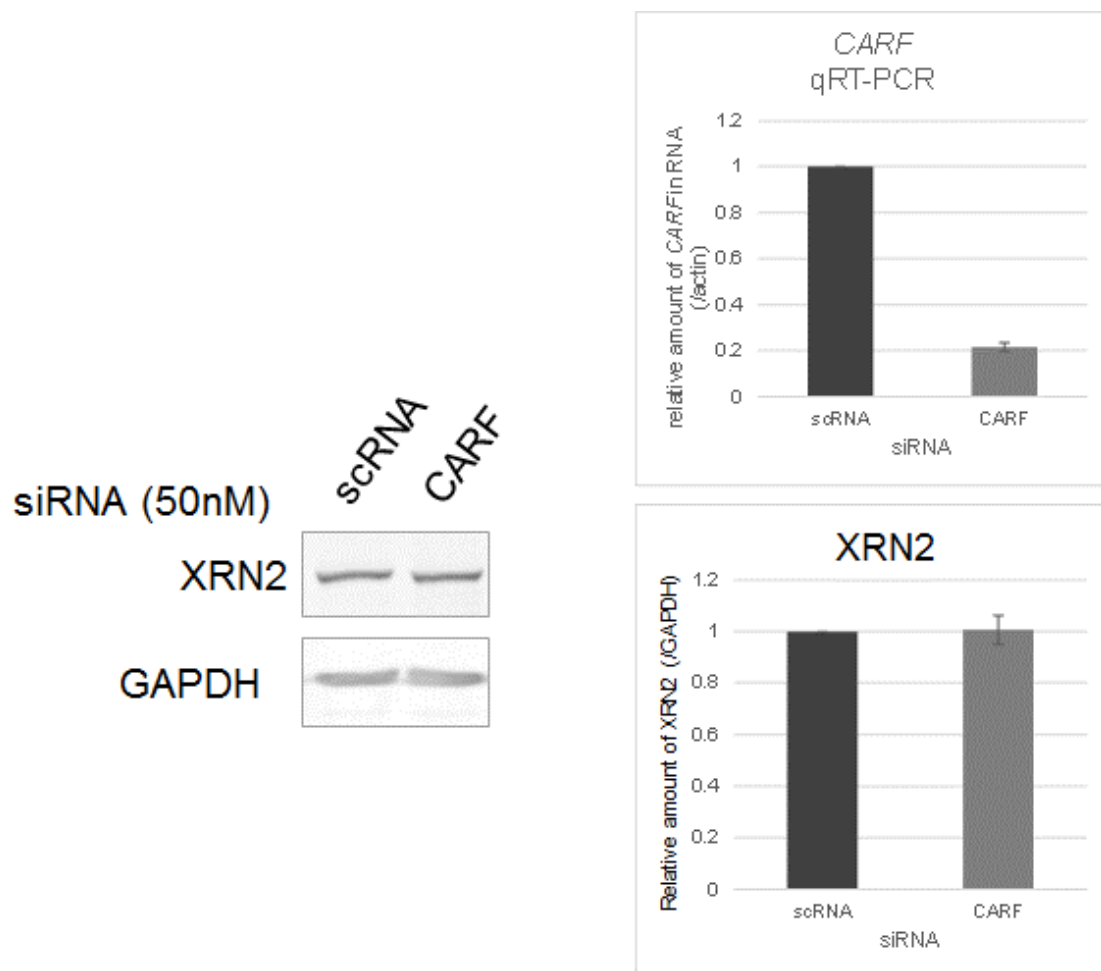 siRNA (50nM)
scRNA
CARF
XRN2
GAPDH
CARF
qRT-PCR
relative amount of CARF in RNA
(/actin)
1.2
1
0.8
0.6
0.4
0.2
0
scRNA
CARF
siRNA
XRN2
Relative amount of XRN2 (/GAPDH)
1.2
1
0.8
0.6
0.4
0.2
0
scRNA
CARF
siRNA